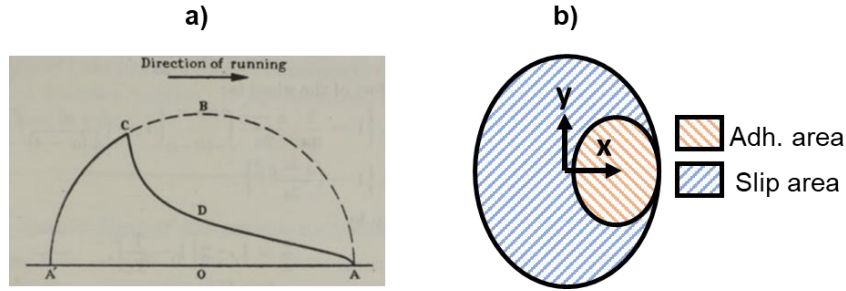 a)
b)
Direction of running
B
C
D
A'
O
A
y
x
Adh. area
Slip area